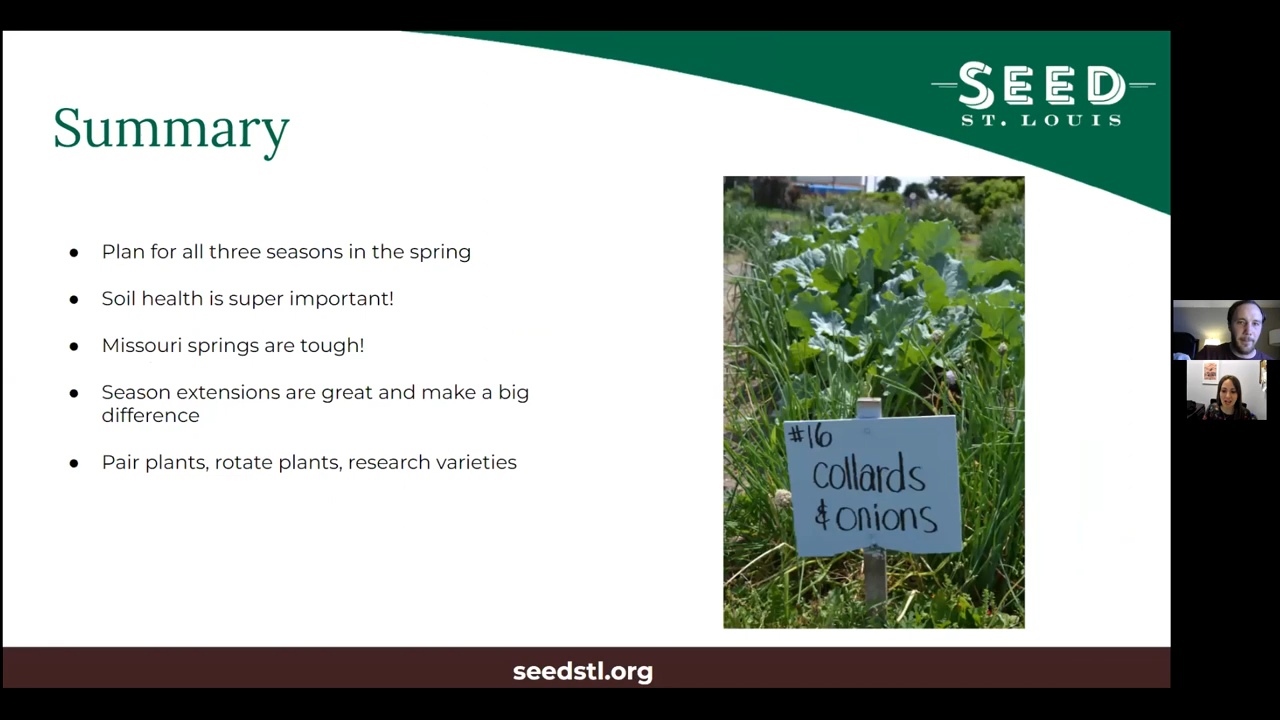 SEED
ST. LOUIS
Summary
● Plan for all three seasons in the spring
● Soil health is super important!
● Missouri springs are tough!
● Season extensions are great and make a big
difference
● Pair plants, rotate plants, research varieties
#16
collards
& onions
seedstl.org